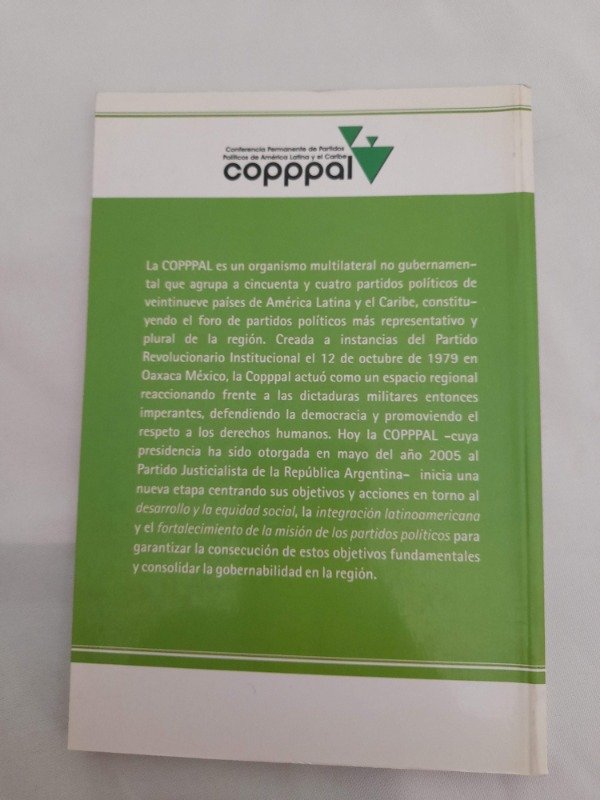 Conferencia Permanente de Partidos
Políticos de América Latina y el Caribe
copppal
La COPPPAL es un organismo multilateral no gubernamen-
tal que agrupa a cincuenta y cuatro partidos políticos de
veintinueve países de América Latina y el Caribe, constitu-
yendo el foro de partidos políticos más representativo y
plural de la región. Creada a instancias del Partido
Revolucionario Institucional el 12 de octubre de 1979 en
Oaxaca México, la Copppal actuó como un espacio regional
reaccionando frente a las dictaduras militares entonces
imperantes, defendiendo la democracia y promoviendo el
respeto a los derechos humanos. Hoy la COPPPAL -cuya
presidencia ha sido otorgada en mayo del año 2005 al
Partido Justicialista de la República Argentina- inicia una
nueva etapa centrando sus objetivos y acciones en torno al
desarrollo y la equidad social, la integración latinoamericana
y el fortalecimiento de la misión de los partidos políticos para
garantizar la consecución de estos objetivos fundamentales
y consolidar la gobernabilidad en la región.